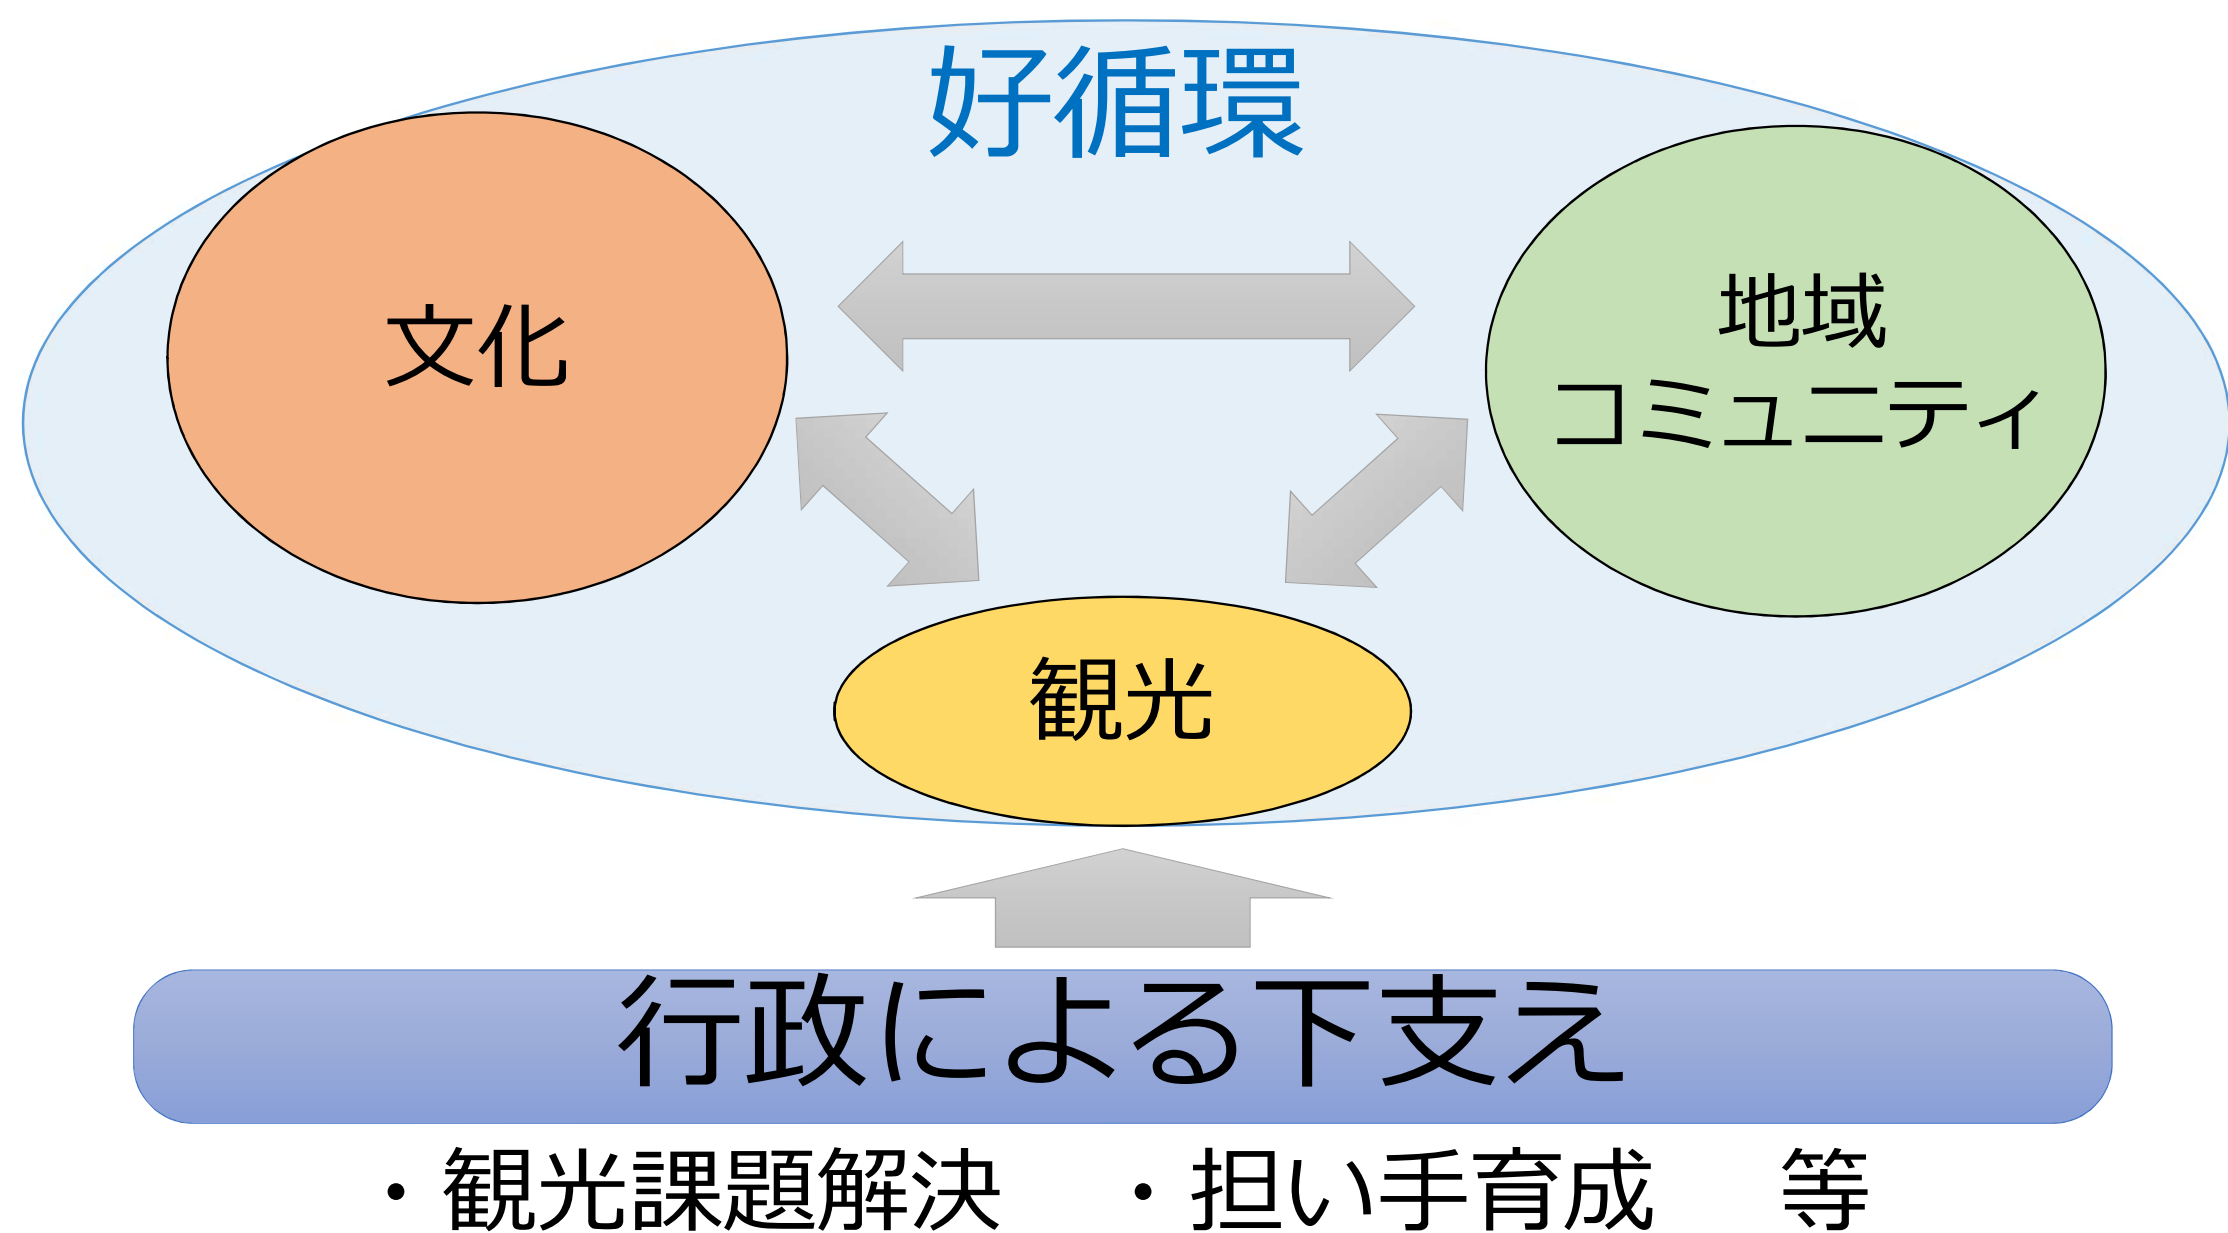 好循環
文化
地域
コミュニティ
観光
行政による下支え
・観光課題解決　・担い手育成　等